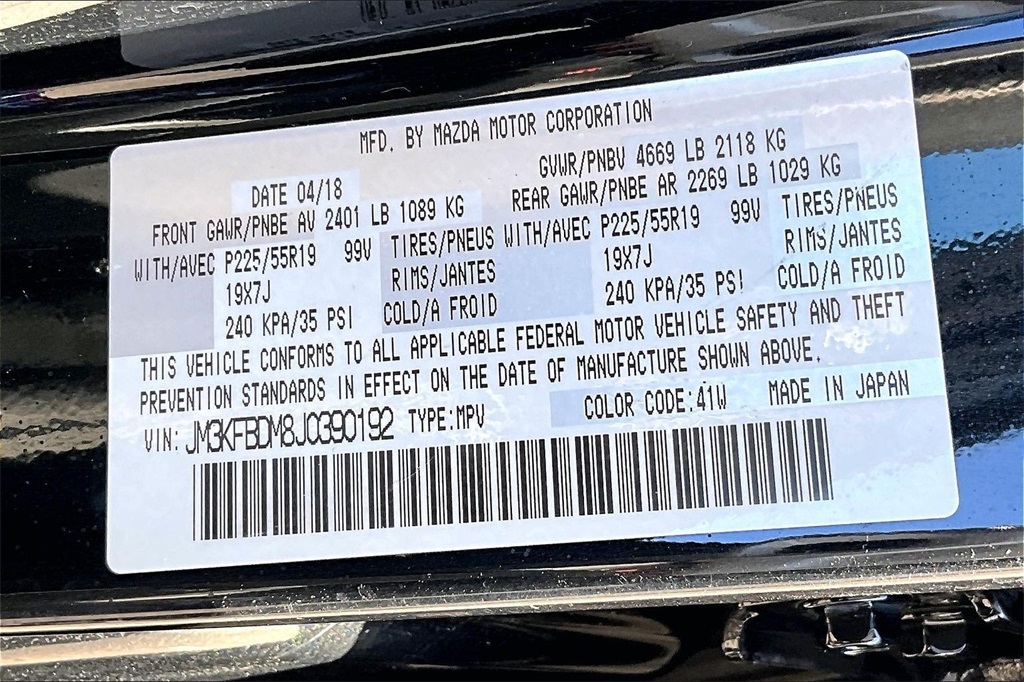 MFD. BY MAZDA MOTOR CORPORATION
DATE 04/18 GVWR/PNBV 4669 LB 2118 KG
FRONT GAWR/PNBE AV 2401 LB 1089 KG REAR GAWR/PNBE AR 2269 LB 1029 KG
WITH/AVEC P225/55R19 99V TIRES/PNEUS WITH/AVEC P225/55R19 99V TIRES/PNEUS
19X7J RIMS/JANTES 19X7J RIMS/JANTES
240 KPA/35 PSI COLD/A FROID 240 KPA/35 PSI COLD/A FROID
THIS VEHICLE CONFORMS TO ALL APPLICABLE FEDERAL MOTOR VEHICLE SAFETY AND THEFT
PREVENTION STANDARDS IN EFFECT ON THE DATE OF MANUFACTURE SHOWN ABOVE.
VIN: JM3KFBDM8J0390192 TYPE:MPV COLOR CODE:41W MADE IN JAPAN